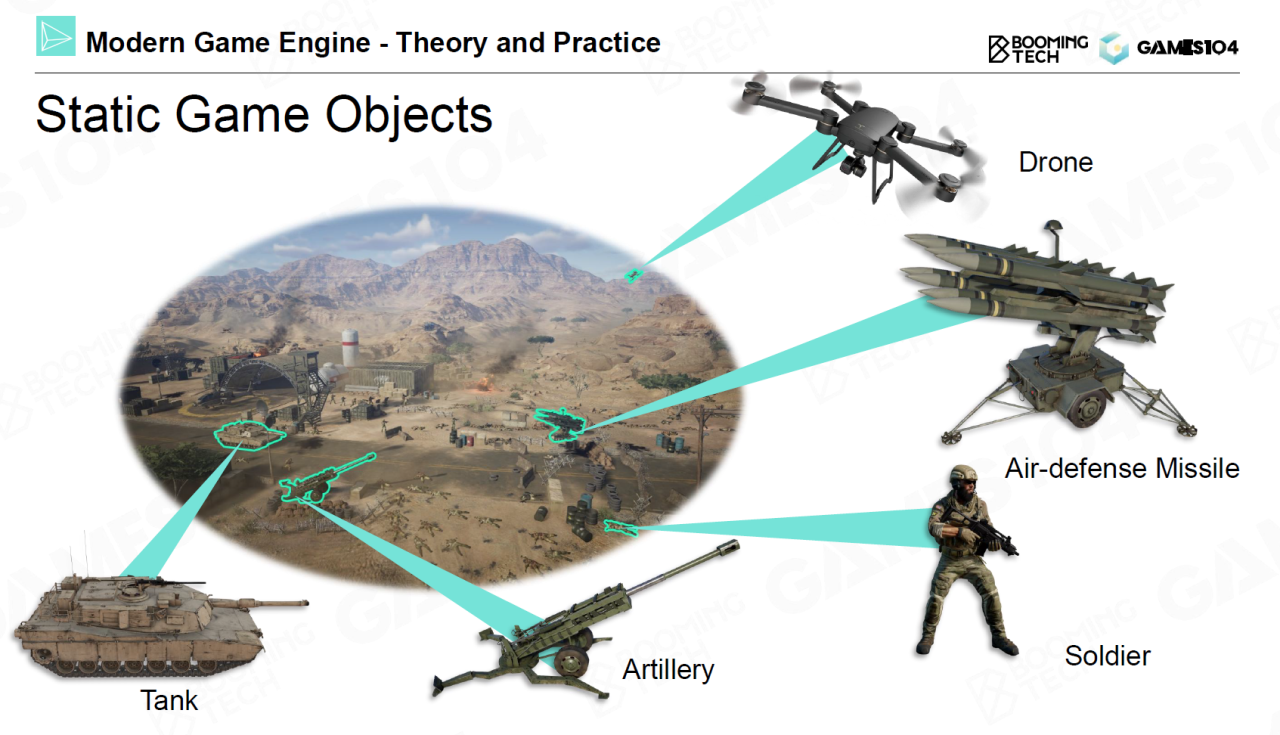 Modern Game Engine - Theory and Practice
BOOMING
TECH
GAMES104
Static Game Objects
Drone
Air-defense Missile
Soldier
Artillery
Tank